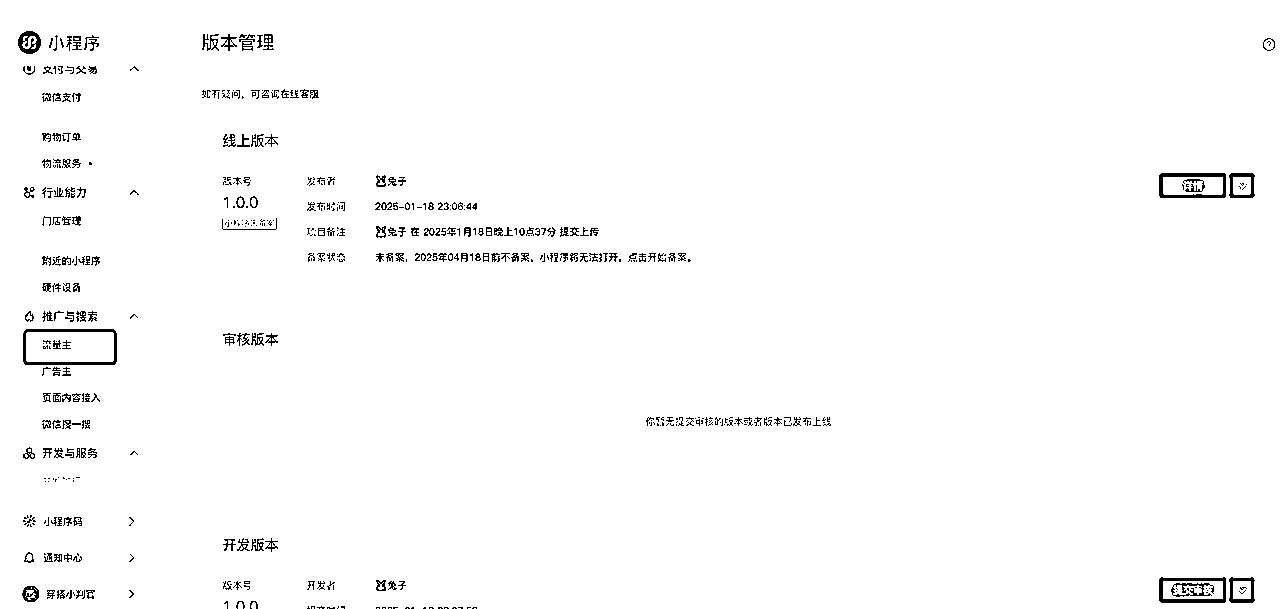 小程序
支付与交易
微信支付
购物订单
物流服务
行业能力
门店管理
附近的小程序
硬件设备
推广与搜索
流量主
广告主
页面内容接入
微信搜一搜
开发与服务
小程序码
通知中心
穿搭小判官
版本管理
如有疑问，可咨询在线客服
线上版本
版本号
1.0.0
发布者 兔子
发布时间 2025-01-18 23:06:44
项目备注 兔子 在 2025年1月18日晚上10点37分 提交上传
备案状态 未备案，2025年04月18日前不备案，小程序将无法打开，点击开始备案。
详情
审核版本
你暂无提交审核的版本或者版本已发布上线
开发版本
版本号
1.0.0
开发者 兔子
提交审核